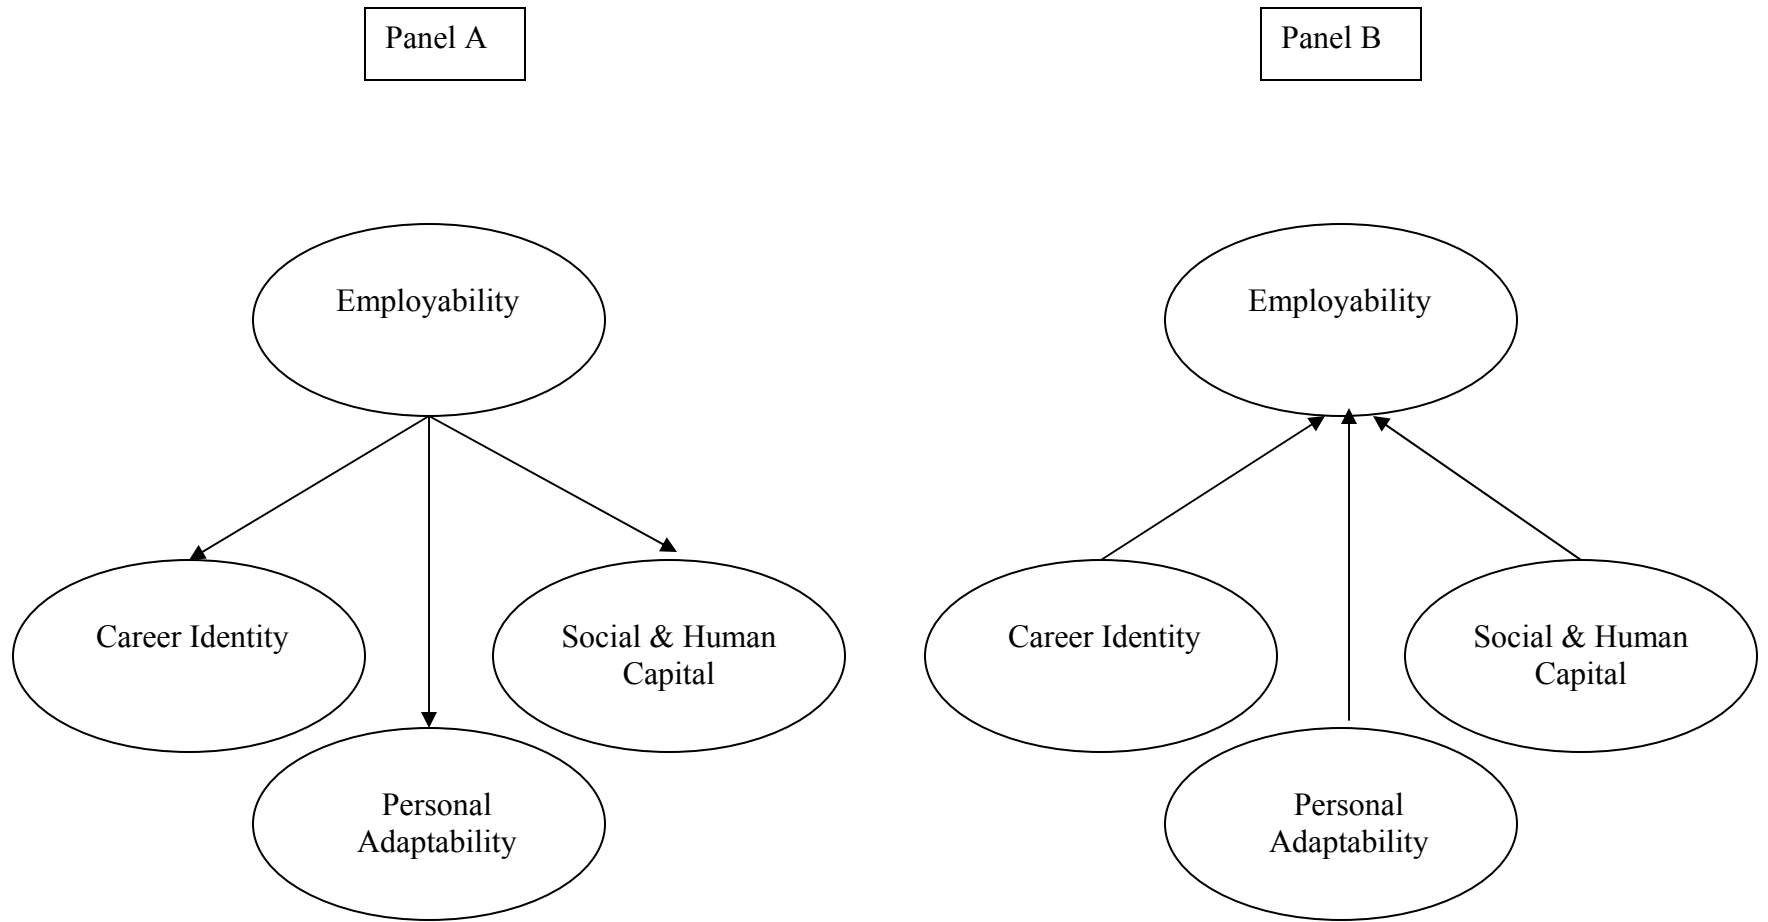 Panel A
Panel B
Employability
Career Identity
Social & Human
Capital
Personal
Adaptability
Employability
Career Identity
Social & Human
Capital
Personal
Adaptability